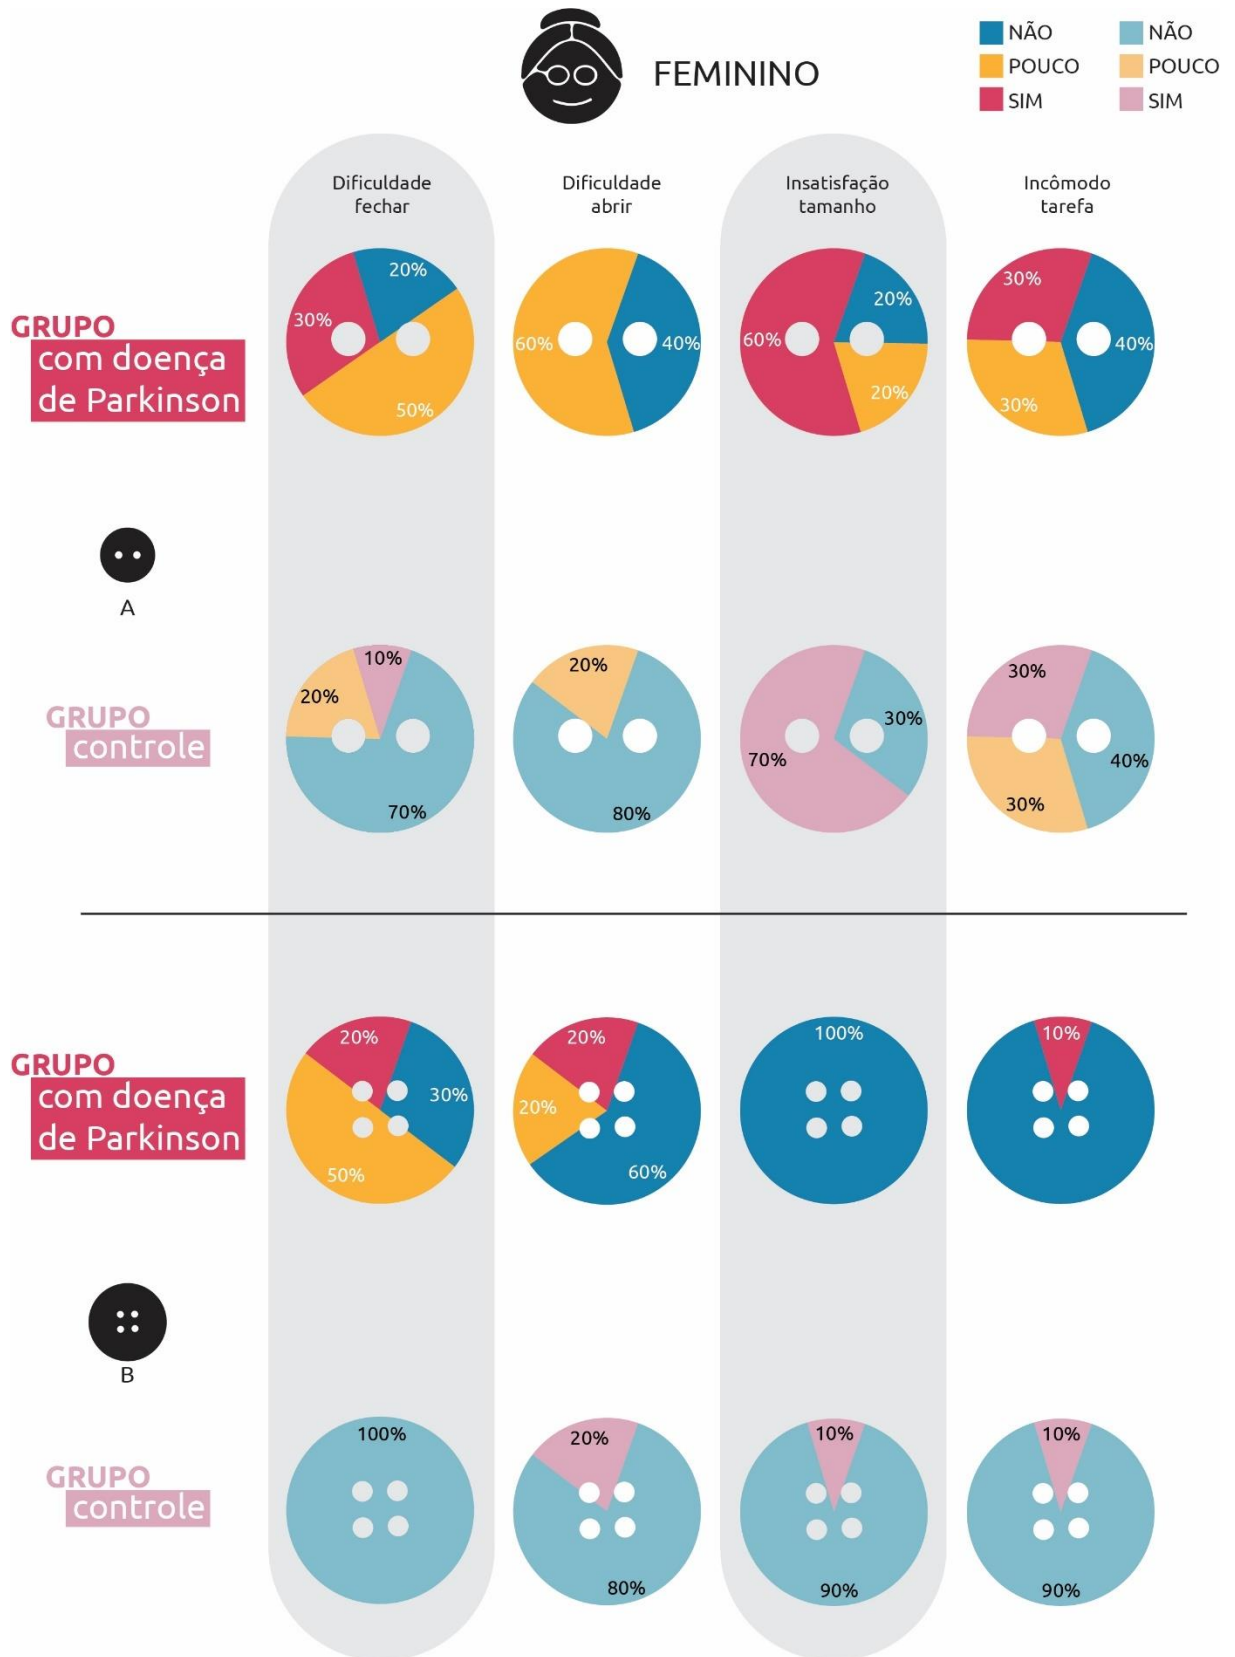 FEMININO
NÃO
POUCO
SIM
NÃO
POUCO
SIM
Dificuldade
fechar
Dificuldade
abrir
Insatisfação
tamanho
Incômodo
tarefa
GRUPO
com doença
de Parkinson
20%
30%
50%
60%
40%
20%
60%
20%
30%
40%
30%
A
GRUPO
controle
10%
20%
70%
20%
80%
30%
70%
30%
40%
30%
GRUPO
com doença
de Parkinson
20%
30%
50%
20%
20%
60%
100%
10%
B
GRUPO
controle
100%
20%
80%
10%
90%
10%
90%